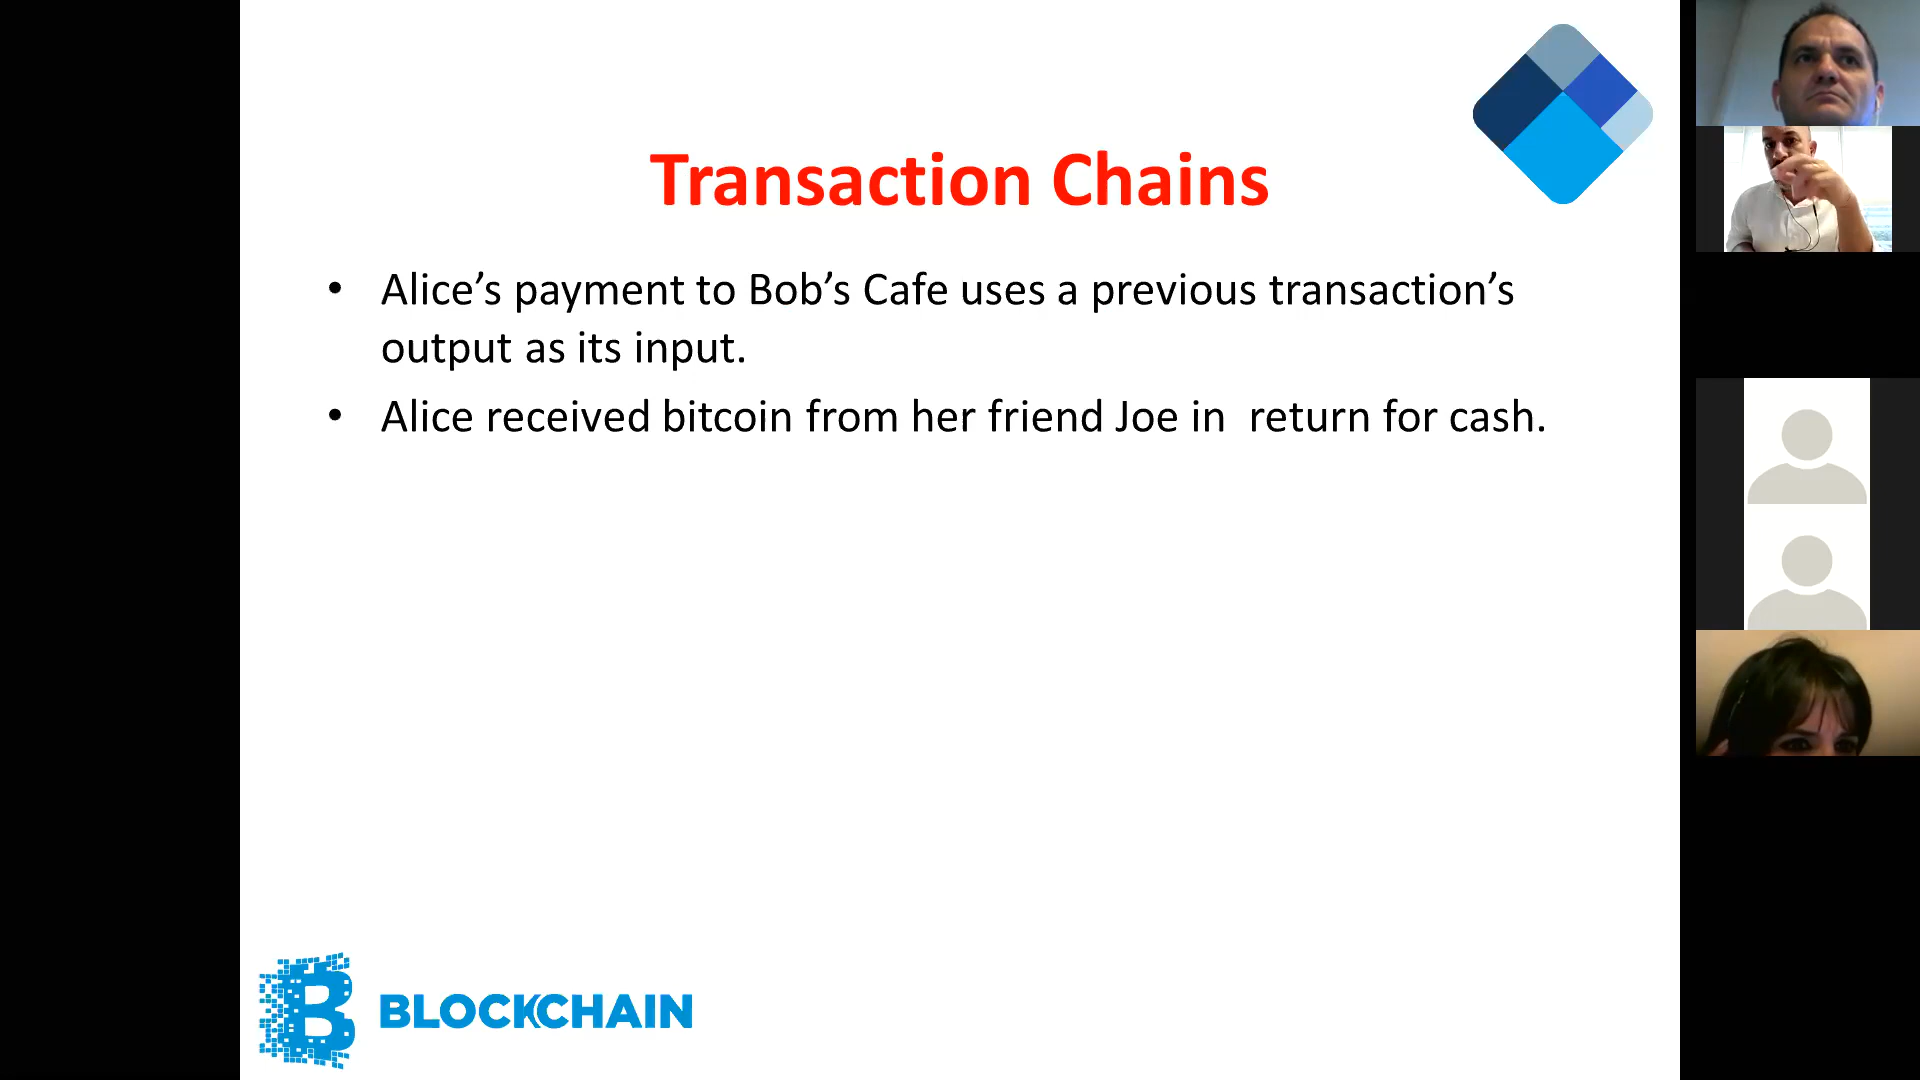 Transaction Chains
• Alice’s payment to Bob’s Cafe uses a previous transaction’s
output as its input.
• Alice received bitcoin from her friend Joe in  return for cash.
BLOCKCHAIN